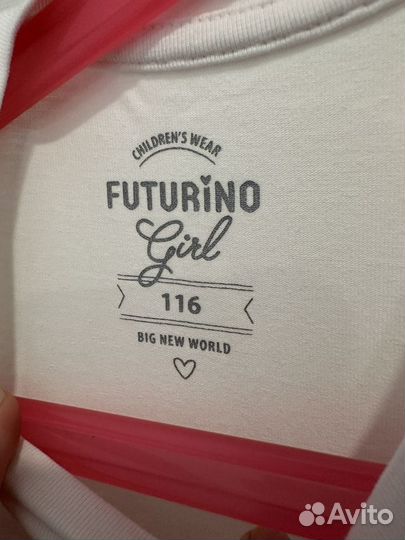 CHILDREN'S WEAR
FUTURINO
Girl
116
BIG NEW WORLD
Avito